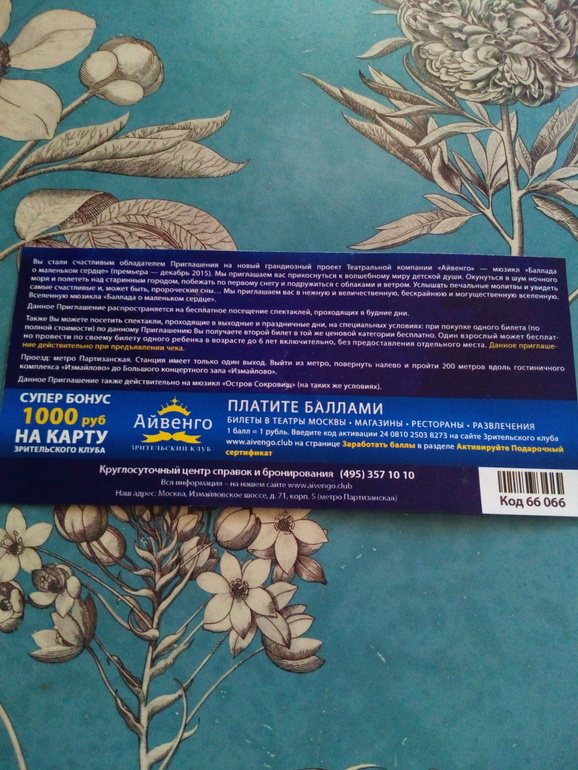 Вы стали счастливым обладателем Приглашения на новый грандиозный проект Театральной компании «Айвенго» — мюзикл «Баллада
о маленьком сердце» (премьера — декабрь 2015). Мы приглашаем вас прикоснуться к волшебному миру детской души. Окунуться в шум ночного
моря и полететь над старинным городом, побежать по первому снегу и подружиться с облаками и ветром. Услышать печальные молитвы и увидеть
самые счастливые и, может быть, пророческие сны... Мы приглашаем вас в нежную и величественную, бескрайнюю и могущественную вселенную.
Вселенную мюзикла «Баллада о маленьком сердце».
Данное Приглашение распространяется на бесплатное посещение спектаклей, проходящих в будние дни.
Также Вы можете посетить спектакли, проходящие в выходные и праздничные дни, на специальных условиях: при покупке одного билета (по
полной стоимости) по данному Приглашению Вы получаете второй билет в той же ценовой категории бесплатно. Один взрослый может бесплат-
но провести по своему билету одного ребенка в возрасте до 6 лет включительно, без предоставления отдельного места. Данное приглаше-
ние действительно при предъявлении чека.
Проезд: метро Партизанская. Станция имеет только один выход. Выйти из метро, повернуть налево и пройти 200 метров вдоль гостиничного
комплекса «Измайлово» до Большого концертного зала «Измайлово».
Данное Приглашение также действительно на мюзикл «Остров Сокровищ» (на таких же условиях).
СУПЕР БОНУС
1000 руб
НА КАРТУ
ЗРИТЕЛЬСКОГО КЛУБА
Айвенго
ЗРИТЕЛЬСКИЙ КЛУБ
ПЛАТИТЕ БАЛЛАМИ
БИЛЕТЫ В ТЕАТРЫ МОСКВЫ • МАГАЗИНЫ • РЕСТОРАНЫ • РАЗВЛЕЧЕНИЯ
1 балл = 1 рубль. Введите код активации 24 0810 2503 8273 на сайте Зрительского клуба
www.aivengo.club на странице Заработать баллы в разделе Активируйте Подарочный
сертификат
Круглосуточный центр справок и бронирования (495) 357 10 10
Вся информация – на нашем сайте www.aivengo.club
Наш адрес: Москва, Измайловское шоссе, д. 71, корп. 5 (метро Партизанская)
Код 66 066